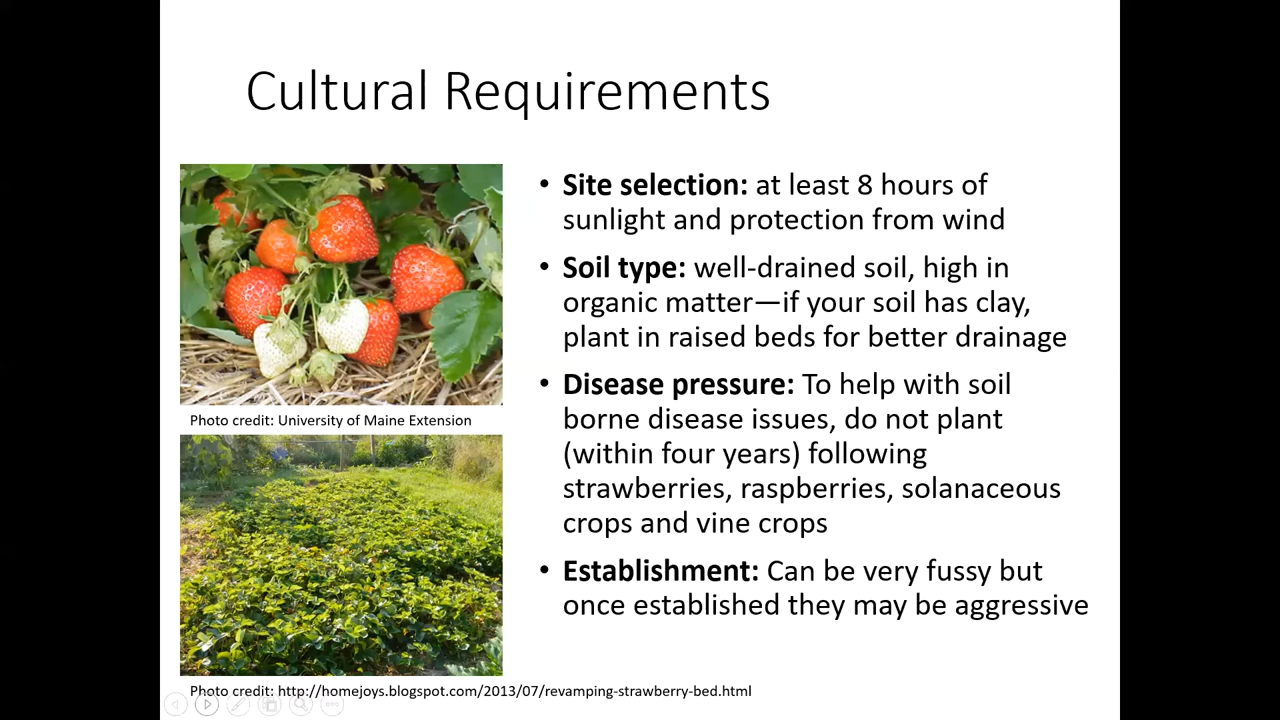 Cultural Requirements
• Site selection: at least 8 hours of
sunlight and protection from wind
• Soil type: well-drained soil, high in
organic matter—if your soil has clay,
plant in raised beds for better drainage
• Disease pressure: To help with soil
borne disease issues, do not plant
(within four years) following
strawberries, raspberries, solanaceous
crops and vine crops
• Establishment: Can be very fussy but
once established they may be aggressive
Photo credit: University of Maine Extension
Photo credit: http://homejoys.blogspot.com/2013/07/revamping-strawberry-bed.html